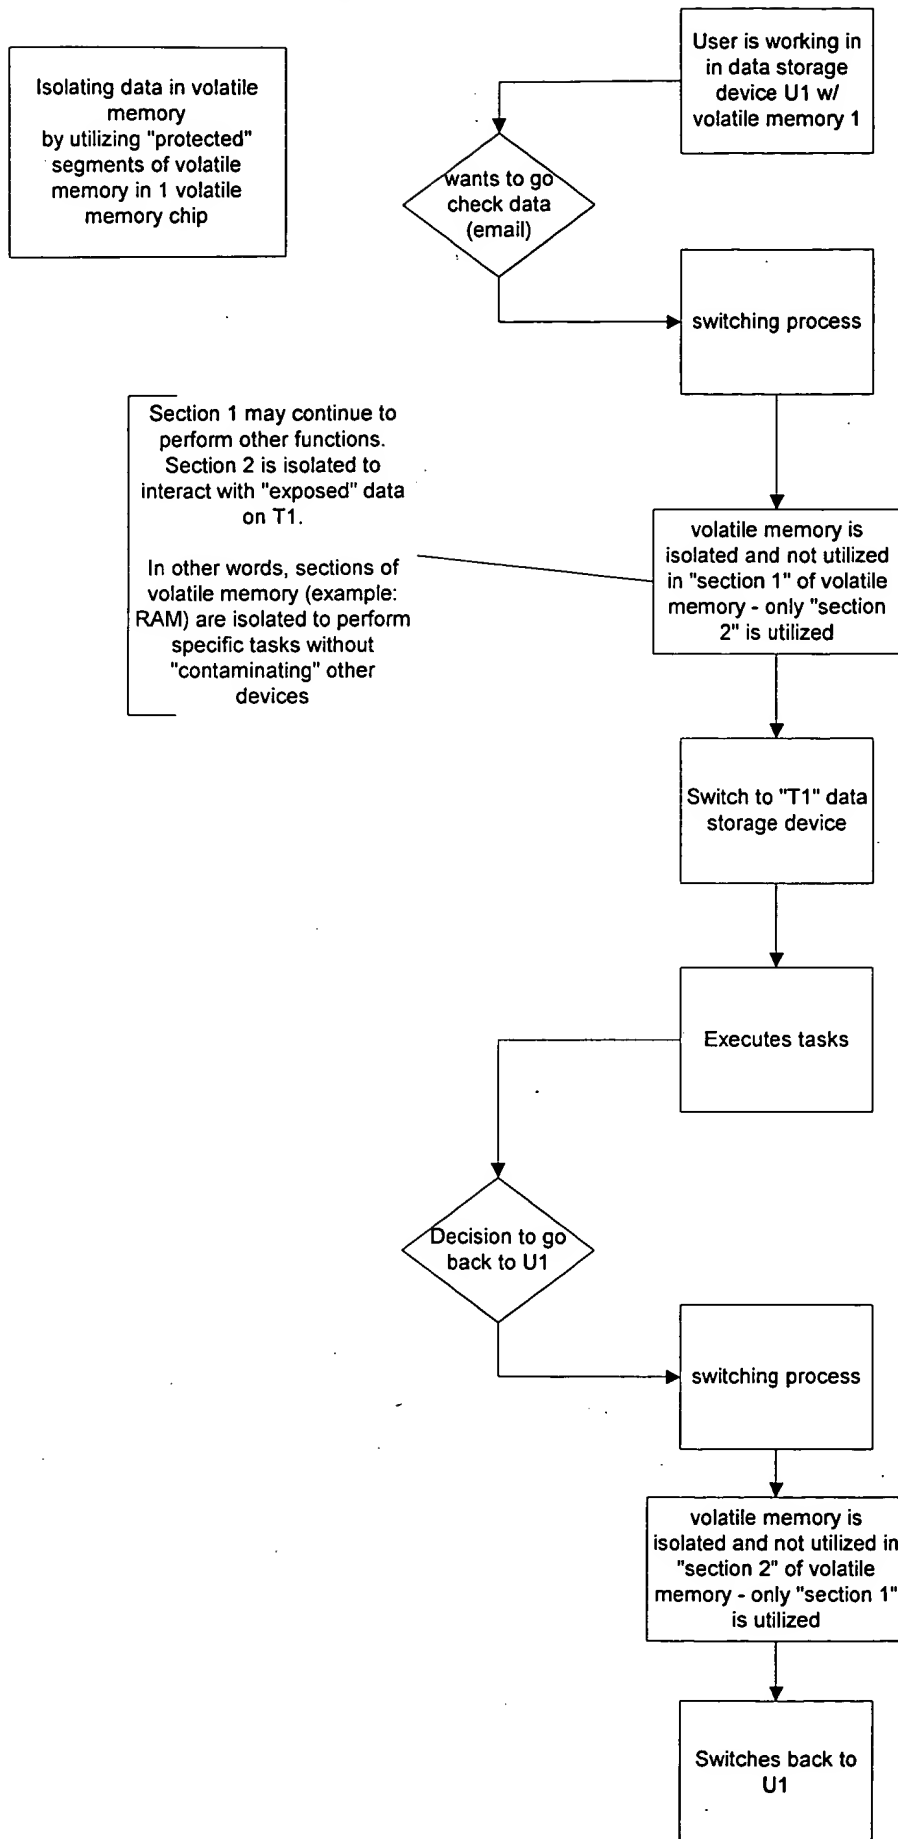 Isolating data in volatile
memory
by utilizing "protected"
segments of volatile
memory in 1 volatile
memory chip
User is working in
in data storage
device U1 w/
volatile memory 1
wants to go
check data
(email)
switching process
Section 1 may continue to
perform other functions.
Section 2 is isolated to
interact with "exposed" data
on T1.
In other words, sections of
volatile memory (example:
RAM) are isolated to perform
specific tasks without
"contaminating" other
devices
volatile memory is
isolated and not utilized
in "section 1" of volatile
memory - only "section
2" is utilized
Switch to "T1" data
storage device
Executes tasks
Decision to go
back to U1
switching process
volatile memory is
isolated and not utilized in
"section 2" of volatile
memory - only "section 1"
is utilized
Switches back to
U1